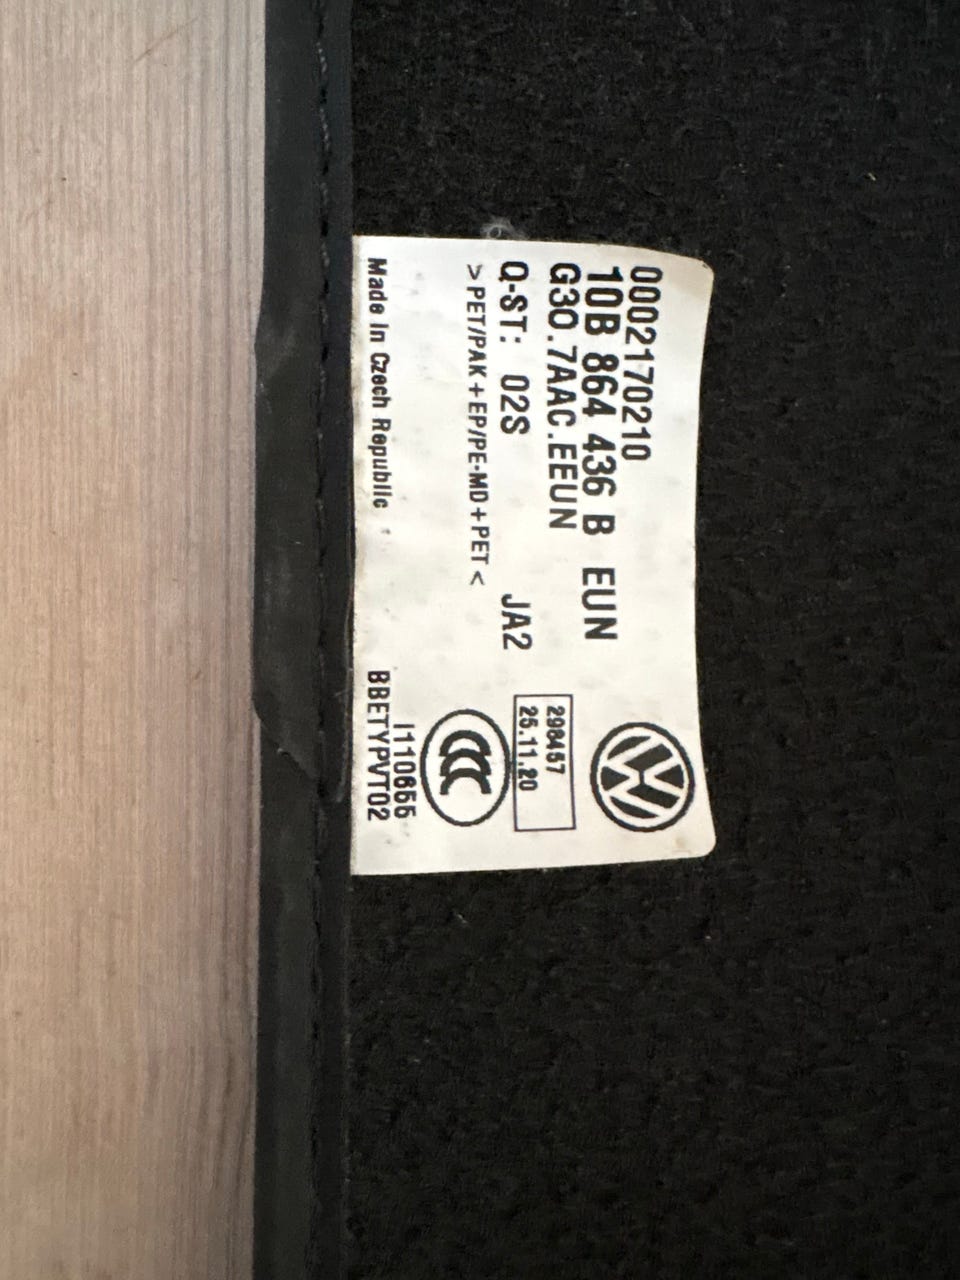 0002170210
10B 864 436 B EUN
G30.7AAC.EEUN
Q-ST: 02S JA2
>PET/PAK+EP/PE-MD+PET<
298467
25.11.20
Made In Czech Republic
I110655
BBETYPVT02